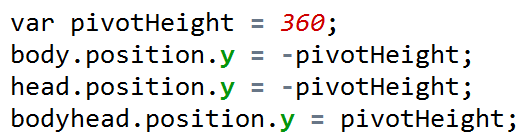 var pivotHeight = 360;
body.position.y = -pivotHeight;
head.position.y = -pivotHeight;
bodyhead.position.y = pivotHeight;